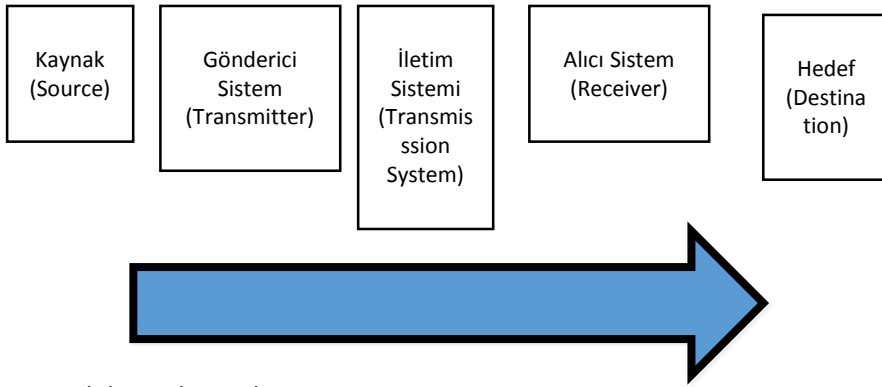 Kaynak
(Source)
Gönderici
Sistem
(Transmitter)
İletim
Sistemi
(Transmis
ssion
System)
Alıcı Sistem
(Receiver)
Hedef
(Destina
tion)